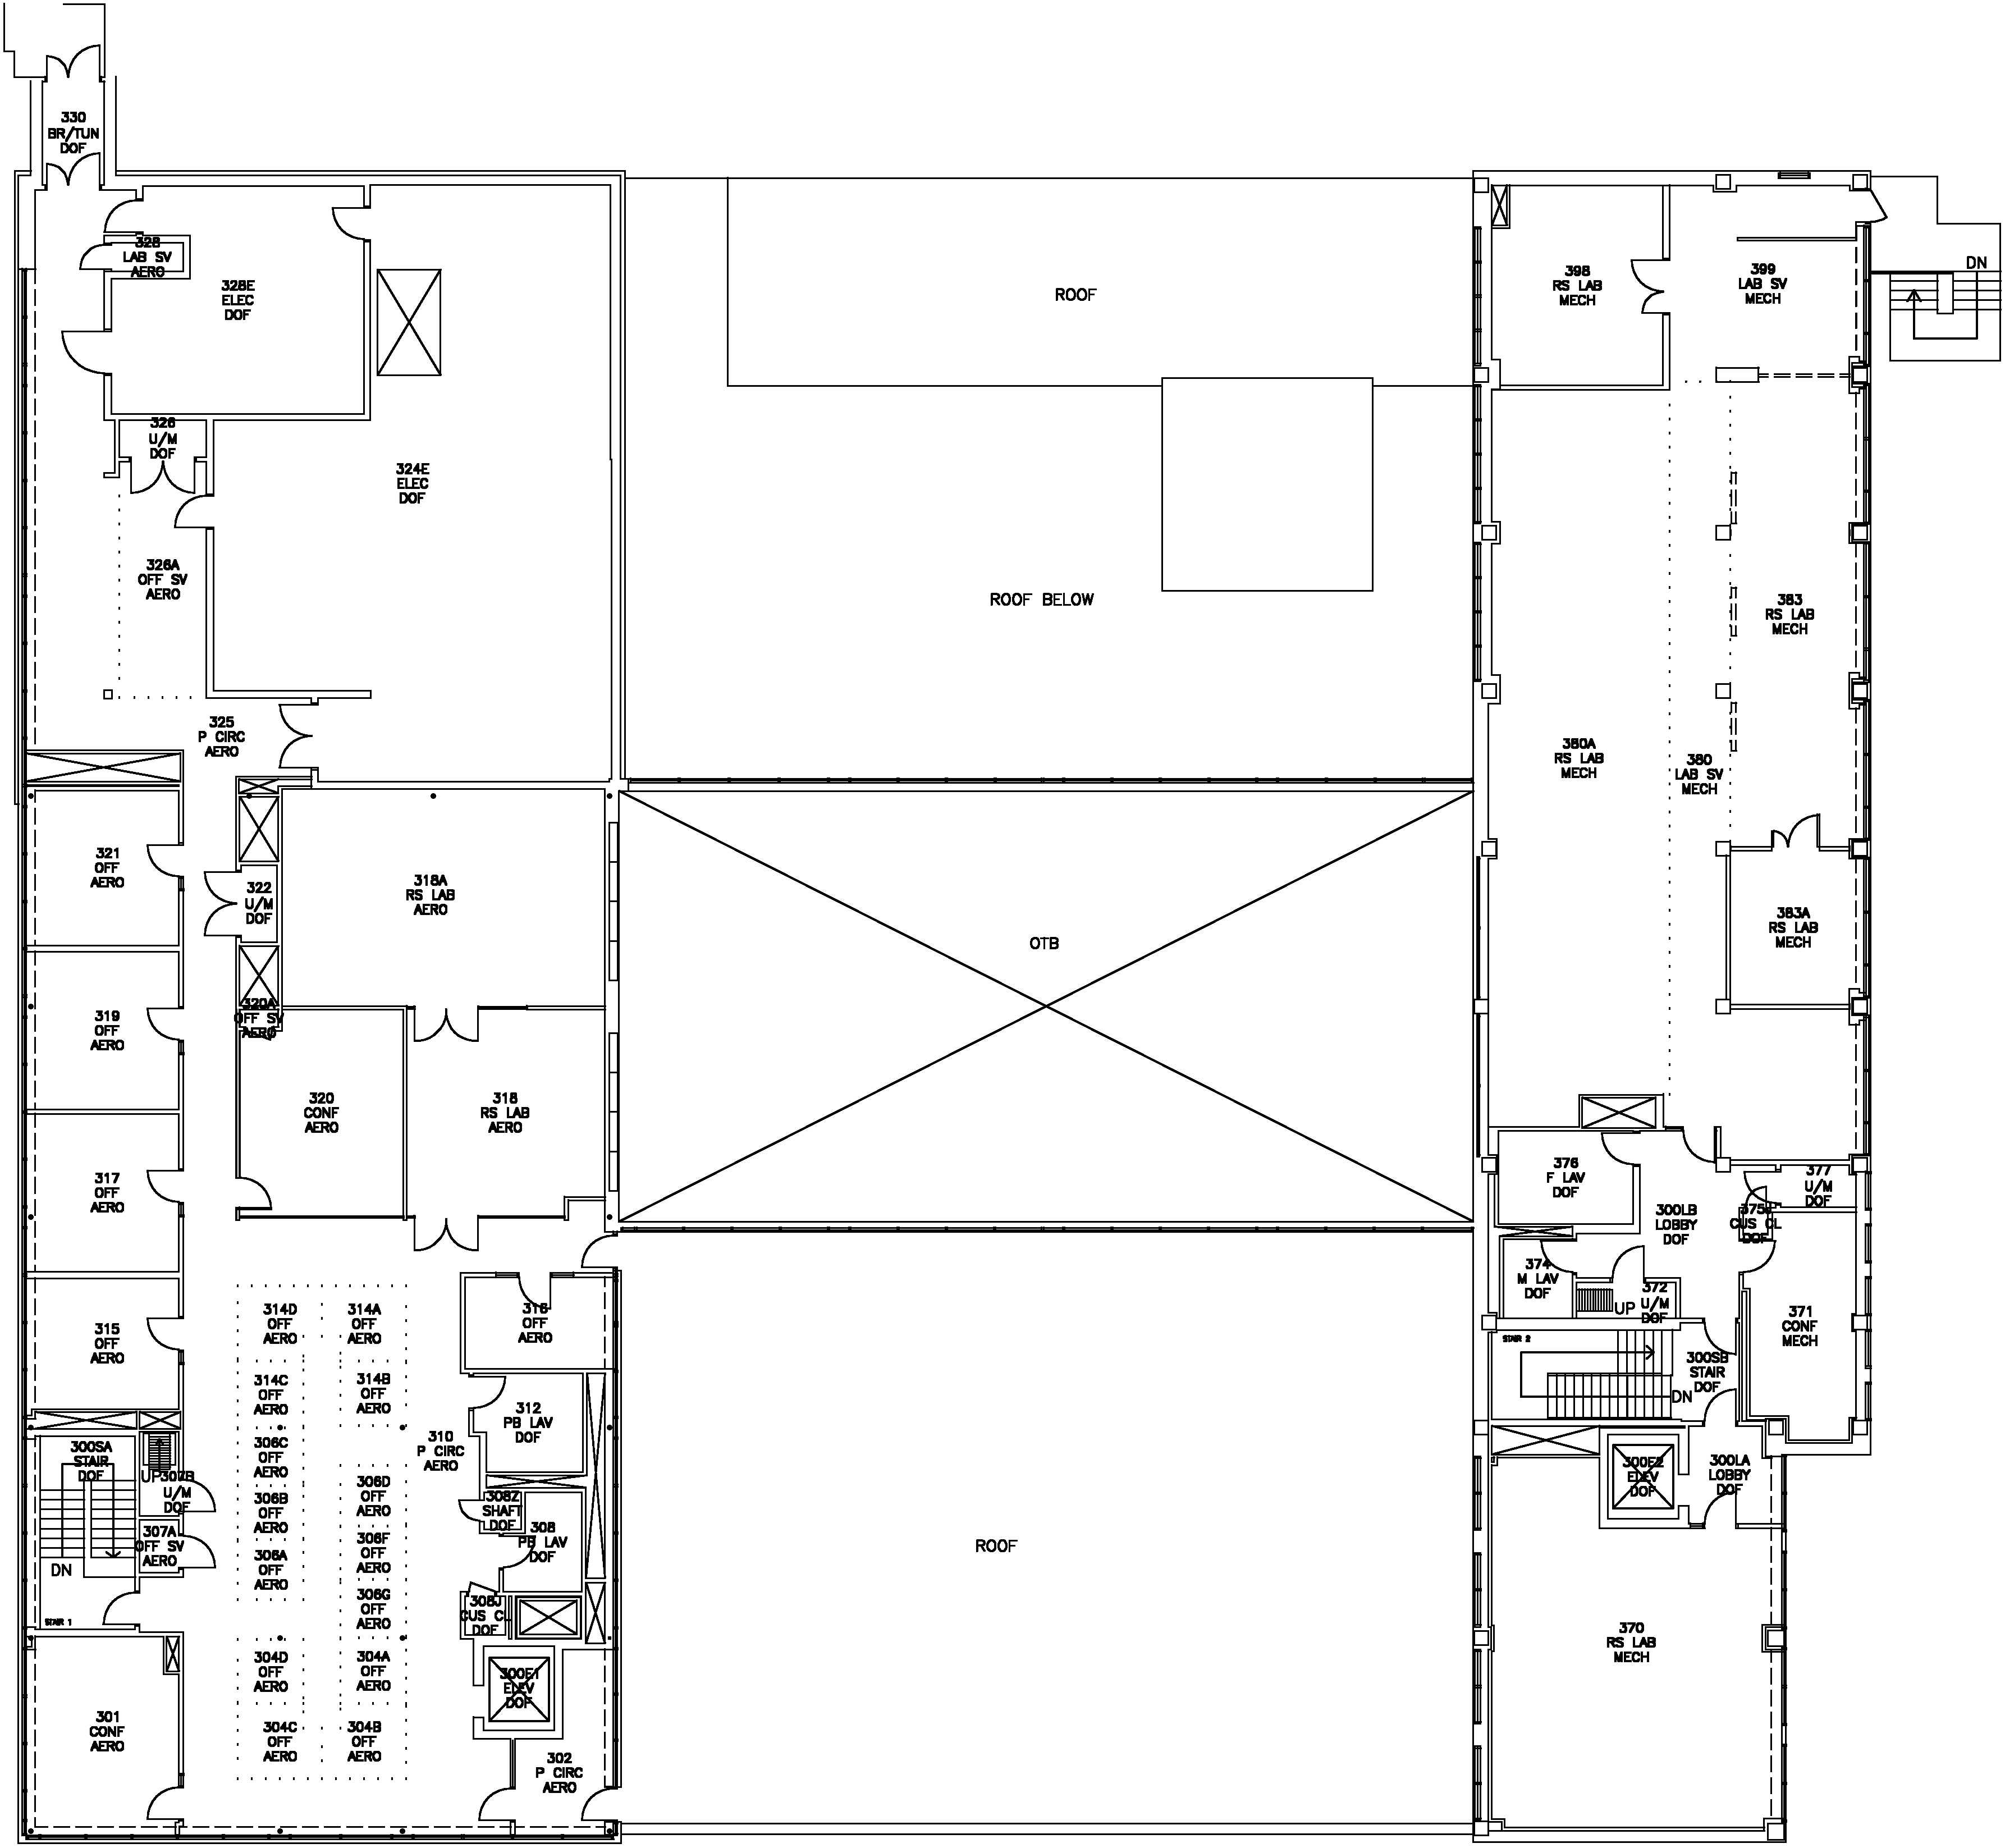 330
BR/TUN
DOF
328
LAB SV
AERO
328E
ELEC
DOF
326
U/M
DOF
324E
ELEC
DOF
326A
OFF SV
AERO
325
P CIRC
AERO
321
OFF
AERO
322
U/M
DOF
318A
RS LAB
AERO
319
OFF
AERO
320A
OFF SV
AERO
320
CONF
AERO
318
RS LAB
AERO
317
OFF
AERO
315
OFF
AERO
314D
OFF
AERO
314A
OFF
AERO
316
OFF
AERO
314C
OFF
AERO
314B
OFF
AERO
312
PB LAV
DOF
310
P CIRC
AERO
300SA
STAIR
DOF
UP
307B
U/M
DOF
306C
OFF
AERO
306D
OFF
AERO
306B
OFF
AERO
308Z
SHAFT
DOF
308
PB LAV
DOF
307A
OFF SV
AERO
306F
OFF
AERO
306A
OFF
AERO
DN
306G
OFF
AERO
308J
CUS CL
DOF
STAIR 1
304D
OFF
AERO
304A
OFF
AERO
300E1
ELEV
DOF
301
CONF
AERO
304C
OFF
AERO
304B
OFF
AERO
302
P CIRC
AERO
ROOF
ROOF BELOW
OTB
ROOF
398
RS LAB
MECH
399
LAB SV
MECH
DN
383
RS LAB
MECH
380A
RS LAB
MECH
380
LAB SV
MECH
383A
RS LAB
MECH
376
F LAV
DOF
377
U/M
DOF
300LB
LOBBY
DOF
375
CUS CL
DOF
374
M LAV
DOF
372
U/M
DOF
UP
371
CONF
MECH
STAIR 2
300SB
STAIR
DOF
DN
300E2
ELEV
DOF
300LA
LOBBY
DOF
370
RS LAB
MECH